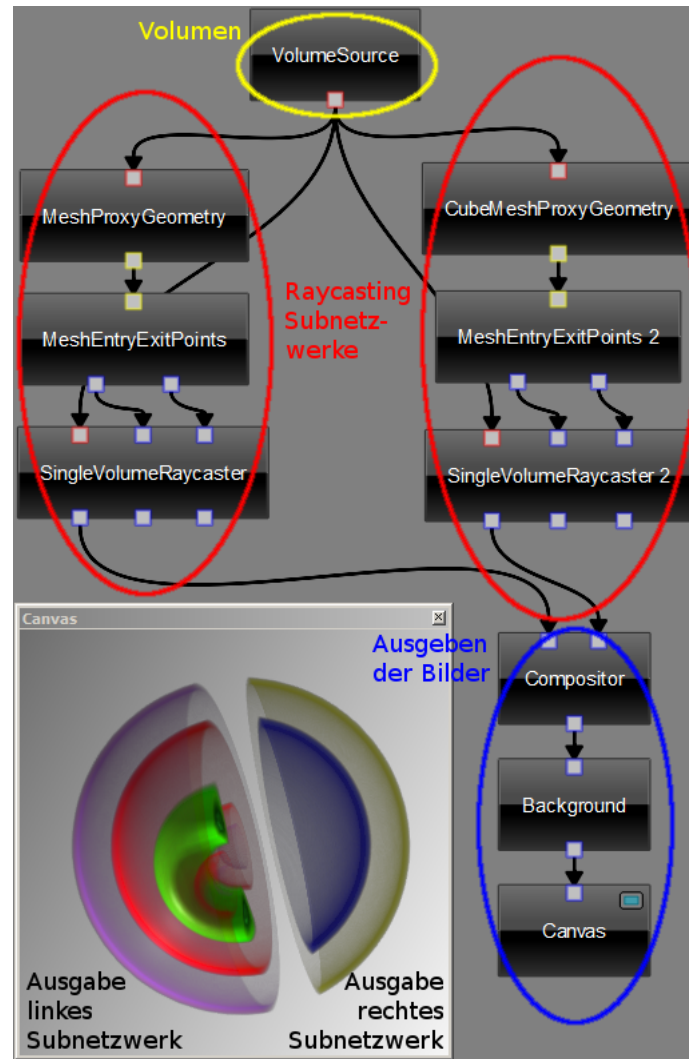 Volumen
VolumeSource
MeshProxyGeometry
CubeMeshProxyGeometry
MeshEntryExitPoints
Raycasting
Subnetz-
werke
MeshEntryExitPoints 2
SingleVolumeRaycaster
SingleVolumeRaycaster 2
Canvas
Ausgeben
der Bilder
Compositor
Background
Canvas
Ausgabe
linkes
Subnetzwerk
Ausgabe
rechtes
Subnetzwerk